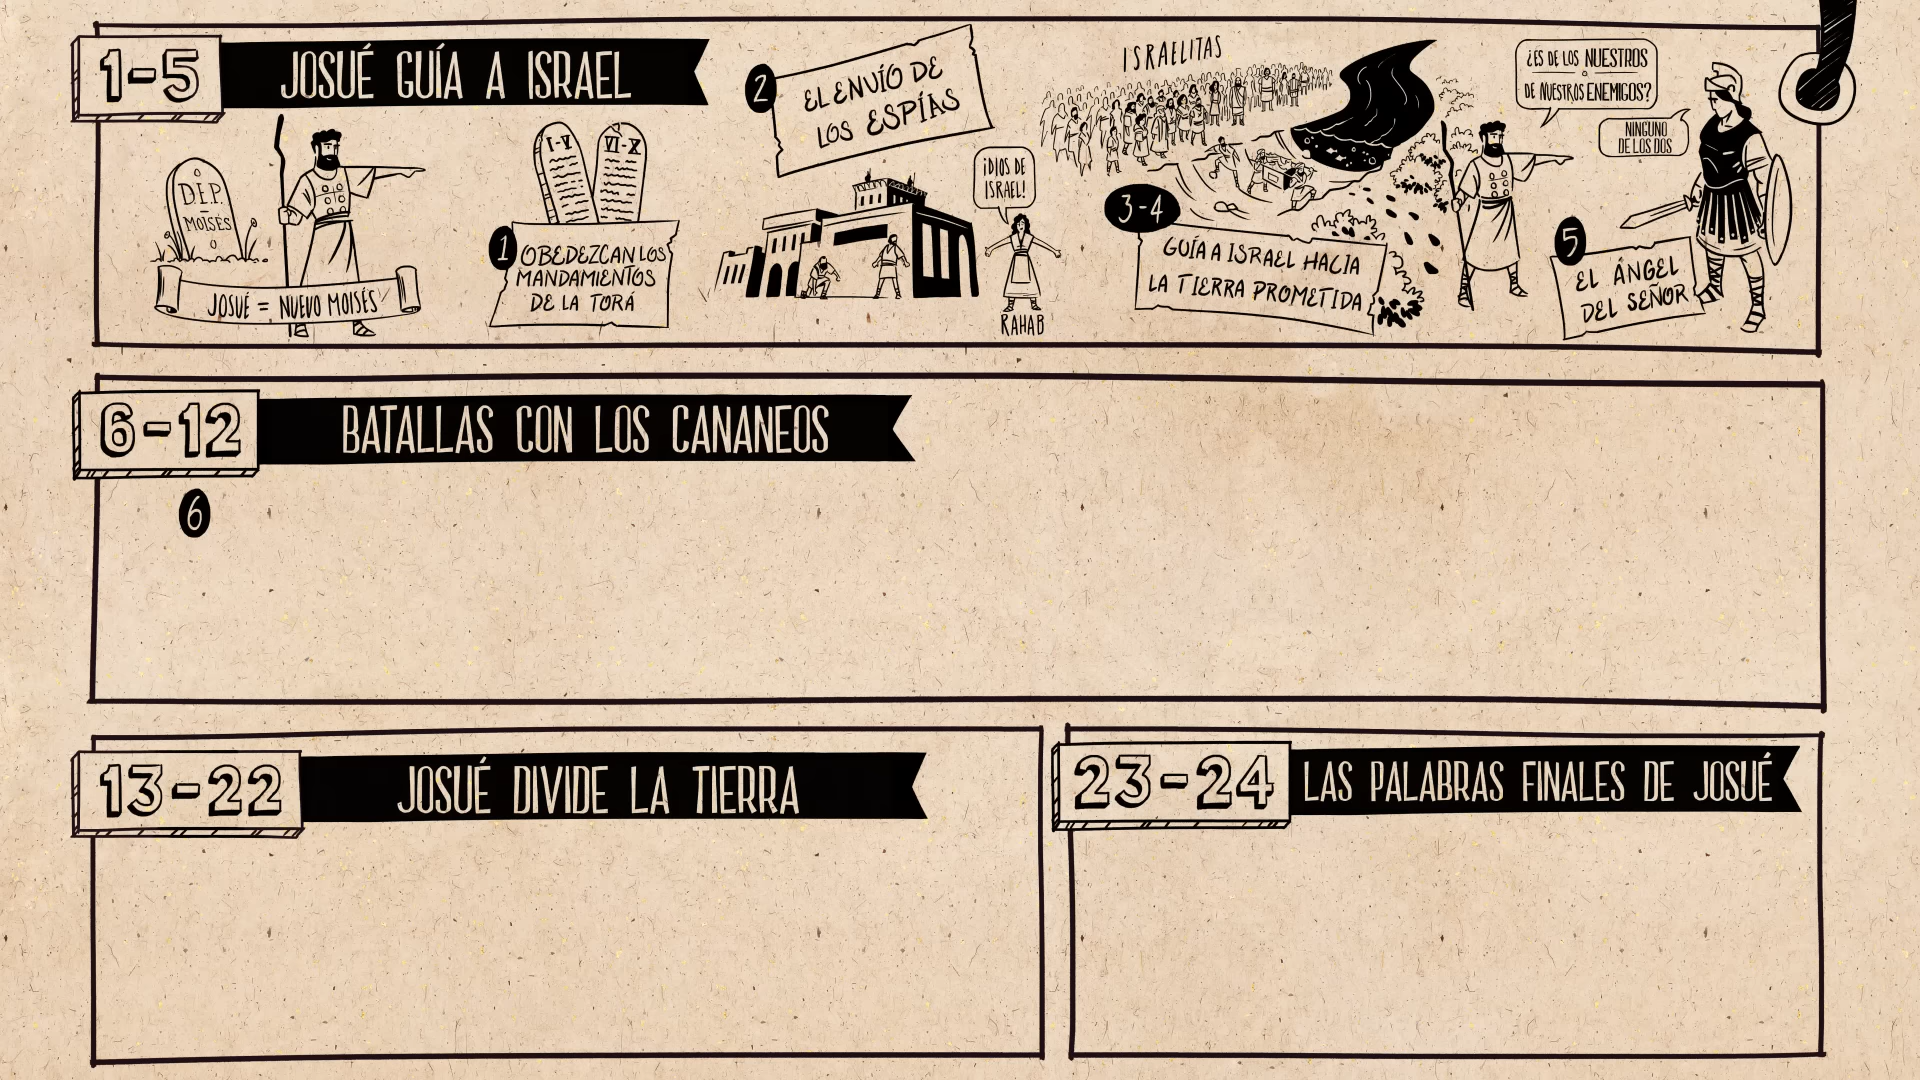 1-5
JOSUÉ GUÍA A ISRAEL
D.E.P.
MOISÉS
JOSUÉ = NUEVO MOISÉS
I-V
VI-X
1
OBEDEZCAN LOS
MANDAMIENTOS
DE LA TORÁ
2
EL ENVÍO DE
LOS ESPÍAS
¡DIOS DE
ISRAEL!
RAHAB
ISRAELITAS
3-4
GUÍA A ISRAEL HACIA
LA TIERRA PROMETIDA
¿ES DE LOS NUESTROS
O
DE NUESTROS ENEMIGOS?
NINGUNO
DE LOS DOS
5
EL ÁNGEL
DEL SEÑOR
6-12
BATALLAS CON LOS CANANEOS
6
13-22
JOSUÉ DIVIDE LA TIERRA
23-24
LAS PALABRAS FINALES DE JOSUÉ